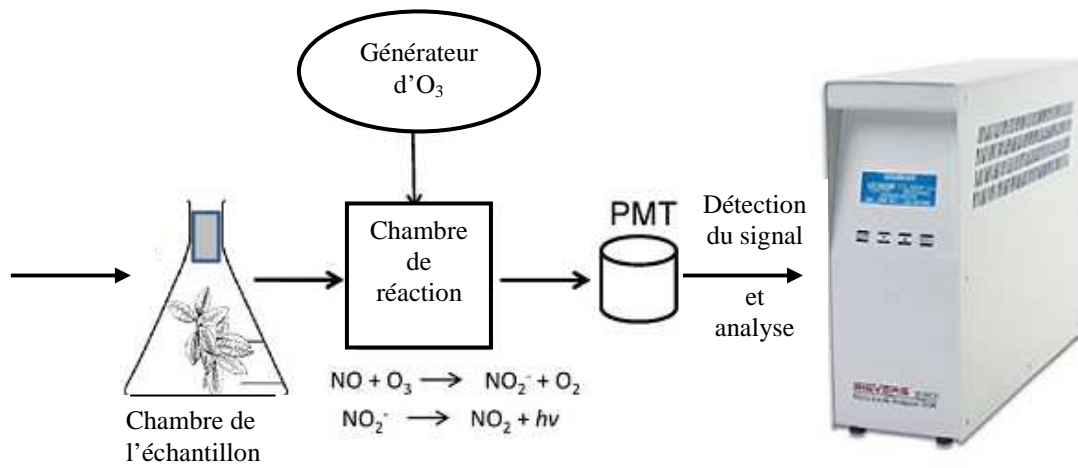 Générateur
d'O₃
Chambre
de
réaction
PMT
Détection
du signal
et
analyse
NO + O₃ → NO₂⁻ + O₂
NO₂⁻ → NO₂ + hν
Chambre de
l'échantillon
SIEVERS